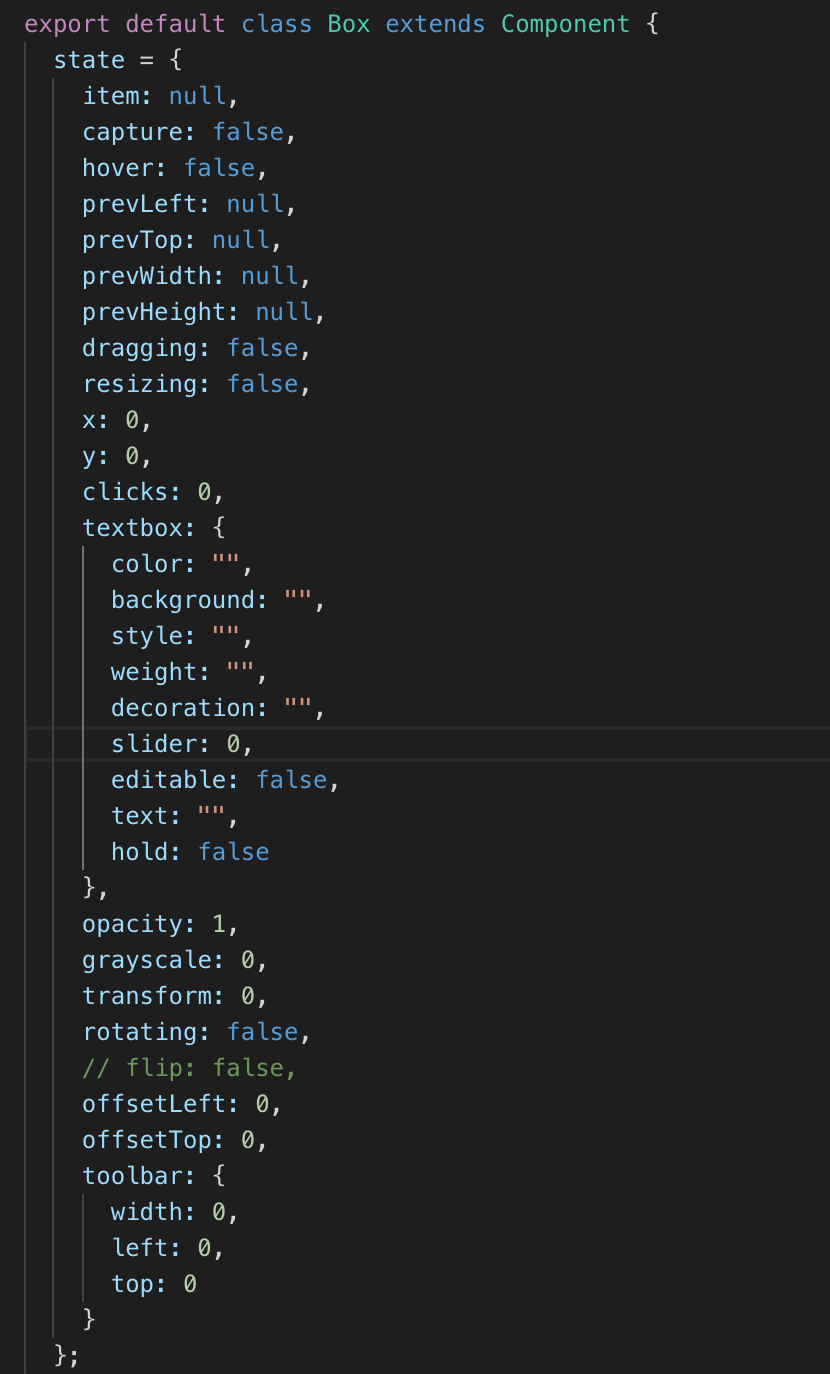 export default class Box extends Component {
  state = {
    item: null,
    capture: false,
    hover: false,
    prevLeft: null,
    prevTop: null,
    prevWidth: null,
    prevHeight: null,
    dragging: false,
    resizing: false,
    x: 0,
    y: 0,
    clicks: 0,
    textbox: {
      color: "",
      background: "",
      style: "",
      weight: "",
      decoration: "",
      slider: 0,
      editable: false,
      text: "",
      hold: false
    },
    opacity: 1,
    grayscale: 0,
    transform: 0,
    rotating: false,
    // flip: false,
    offsetLeft: 0,
    offsetTop: 0,
    toolbar: {
      width: 0,
      left: 0,
      top: 0
    }
  };